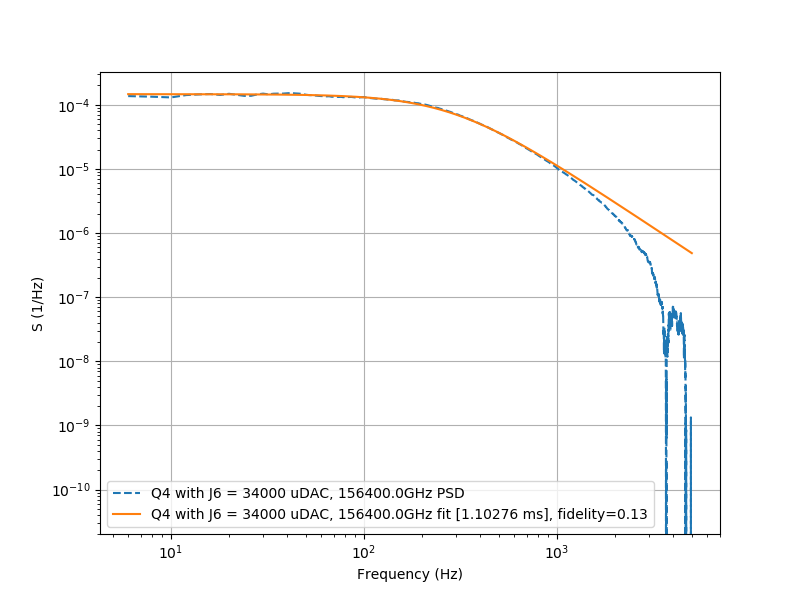 S (1/Hz)
10⁻⁴
10⁻⁵
10⁻⁶
10⁻⁷
10⁻⁸
10⁻⁹
10⁻¹⁰
Q4 with J6 = 34000 uDAC, 156400.0GHz PSD
Q4 with J6 = 34000 uDAC, 156400.0GHz fit [1.10276 ms], fidelity=0.13
10¹ 10² 10³
Frequency (Hz)